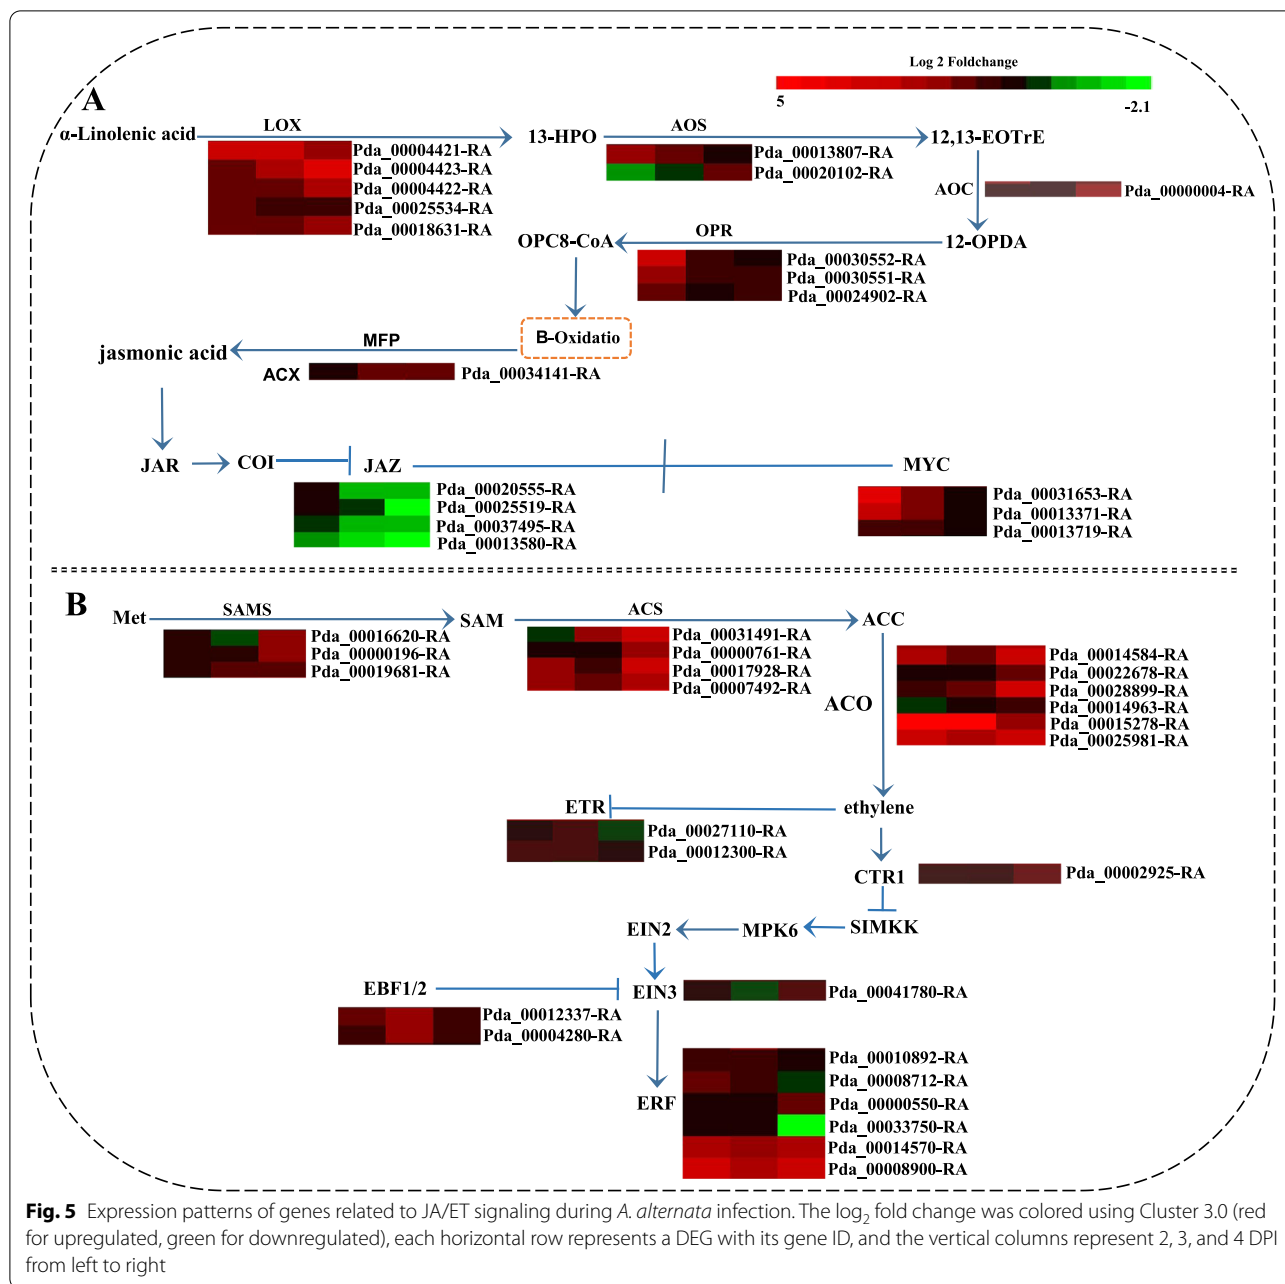 Log 2 Foldchange
5
-2.1
A
α-Linolenic acid
LOX
13-HPO
AOS
12,13-EOTrE
Pda_00004421-RA
Pda_00004423-RA
Pda_00004422-RA
Pda_00025534-RA
Pda_00018631-RA
Pda_00013807-RA
Pda_00020102-RA
AOC
Pda_00000004-RA
OPC8-CoA
OPR
12-OPDA
Pda_00030552-RA
Pda_00030551-RA
Pda_00024902-RA
B-Oxidatio
jasmonic acid
MFP
ACX
Pda_00034141-RA
JAR
COI
JAZ
MYC
Pda_00020555-RA
Pda_00025519-RA
Pda_00037495-RA
Pda_00013580-RA
Pda_00031653-RA
Pda_00013371-RA
Pda_00013719-RA
B
Met
SAMS
SAM
ACS
ACC
Pda_00016620-RA
Pda_00000196-RA
Pda_00019681-RA
Pda_00031491-RA
Pda_00000761-RA
Pda_00017928-RA
Pda_00007492-RA
ACO
Pda_00014584-RA
Pda_00022678-RA
Pda_00028899-RA
Pda_00014963-RA
Pda_00015278-RA
Pda_00025981-RA
ETR
ethylene
Pda_00027110-RA
Pda_00012300-RA
CTR1
Pda_00002925-RA
EIN2
MPK6
SIMKK
EBF1/2
EIN3
Pda_00041780-RA
Pda_00012337-RA
Pda_00004280-RA
ERF
Pda_00010892-RA
Pda_00008712-RA
Pda_00000550-RA
Pda_00033750-RA
Pda_00014570-RA
Pda_00008900-RA
Fig. 5 Expression patterns of genes related to JA/ET signaling during A. alternata infection. The log2 fold change was colored using Cluster 3.0 (red
for upregulated, green for downregulated), each horizontal row represents a DEG with its gene ID, and the vertical columns represent 2, 3, and 4 DPI
from left to right